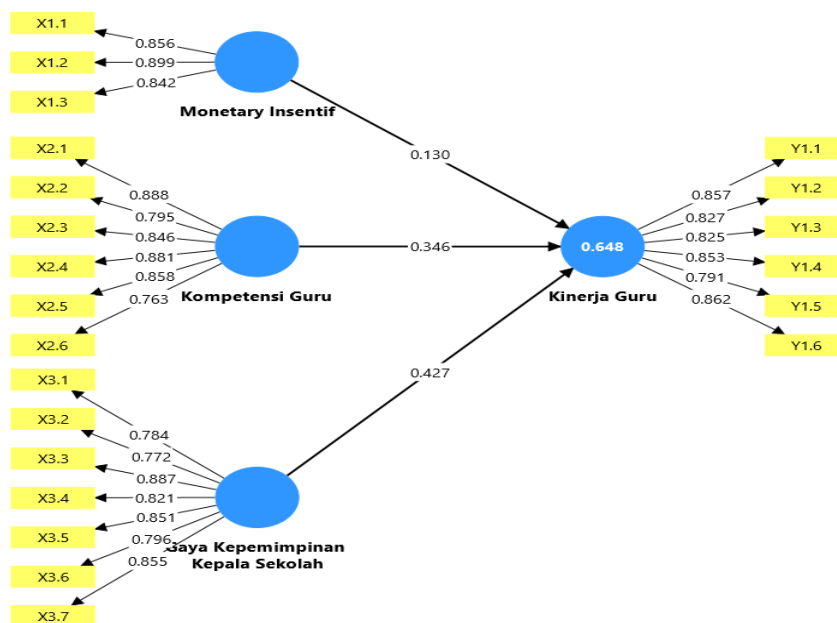 X1.1
0.856
X1.2
0.899
X1.3
0.842
Monetary Insentif
0.130
X2.1
0.888
X2.2
0.795
X2.3
0.846
X2.4
0.881
X2.5
0.858
X2.6
0.763
Kompetensi Guru
0.346
X3.1
0.784
X3.2
0.772
X3.3
0.887
X3.4
0.821
X3.5
0.851
X3.6
0.796
X3.7
0.855
Gaya Kepemimpinan
Kepala Sekolah
0.427
0.648
Kinerja Guru
Y1.1
0.857
Y1.2
0.827
Y1.3
0.825
Y1.4
0.853
Y1.5
0.791
Y1.6
0.862